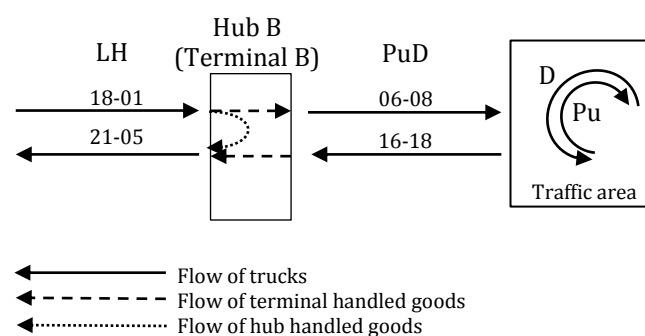 Hub B
LH
(Terminal B)
PuD
18-01
06-08
21-05
16-18
D
Pu
Traffic area
Flow of trucks
Flow of terminal handled goods
Flow of hub handled goods